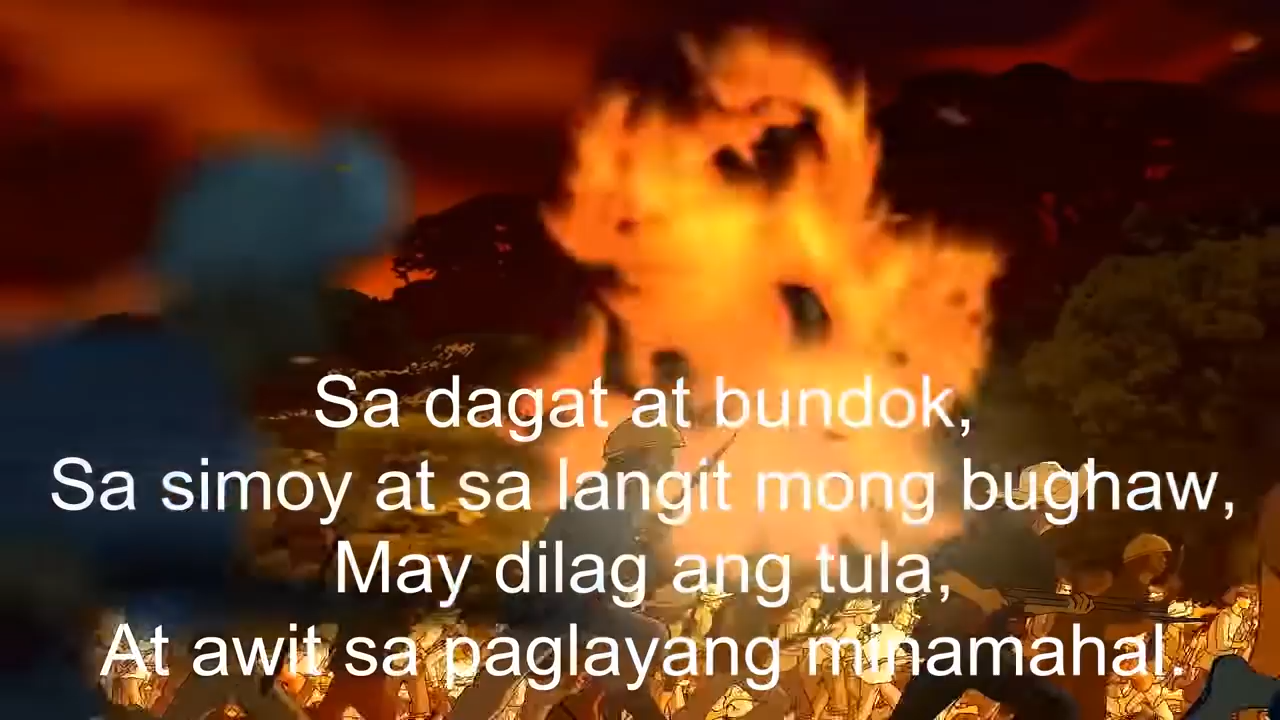 Sa dagat at bundok,
Sa simoy at sa langit mong bughaw,
May dilag ang tula,
At awit sa paglayang minamahal.